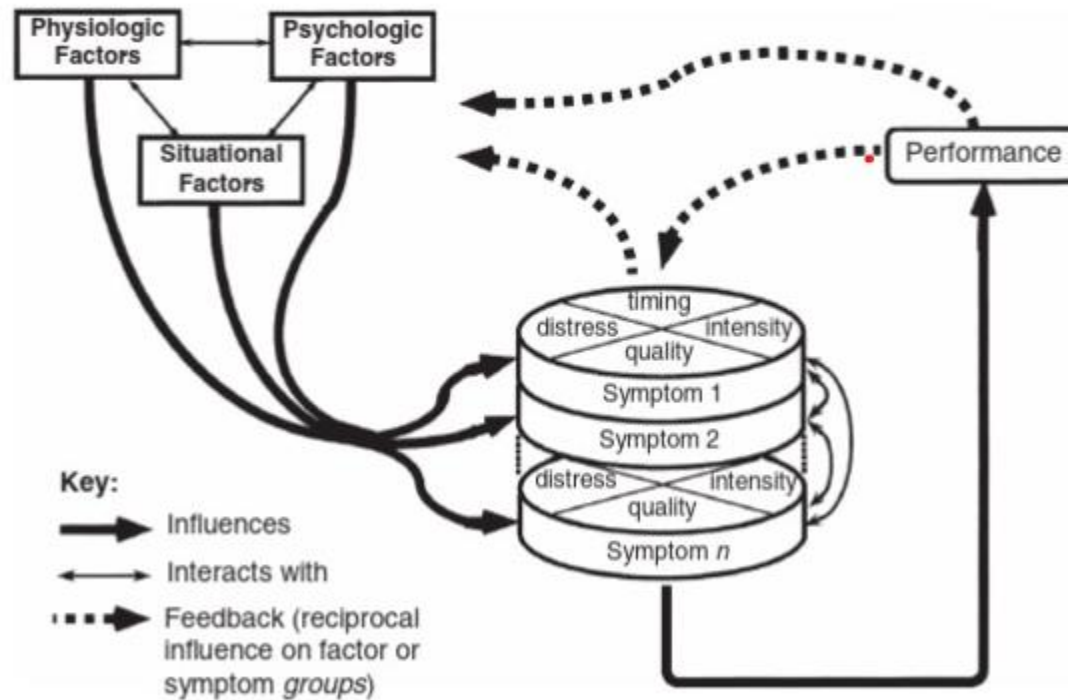 Physiologic
Factors
Psychologic
Factors
Situational
Factors
Performance
timing
distress
intensity
quality
Symptom 1
Symptom 2
distress
intensity
quality
Symptom n
Key:
Influences
Interacts with
Feedback (reciprocal
influence on factor or
symptom groups)